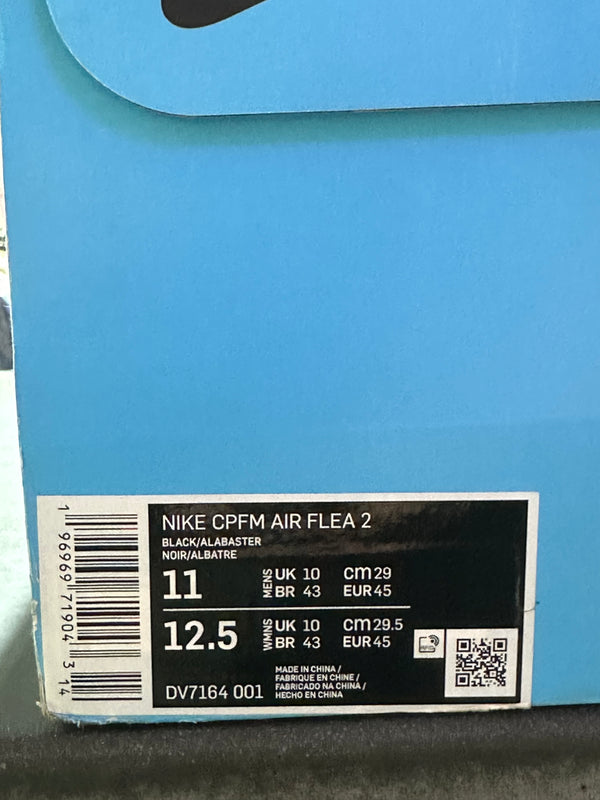 NIKE CPFM AIR FLEA 2
BLACK/ALABASTER
NOIR/ALBATRE
11 MENS UK 10 cm 29
BR 43 EUR 45
12.5 WMNS UK 10 cm 29.5
BR 43 EUR 45
DV7164 001
MADE IN CHINA /
FABRIQUE EN CHINE /
FABRICADO NA CHINA /
HECHO EN CHINA
1 96969 71904 3 14